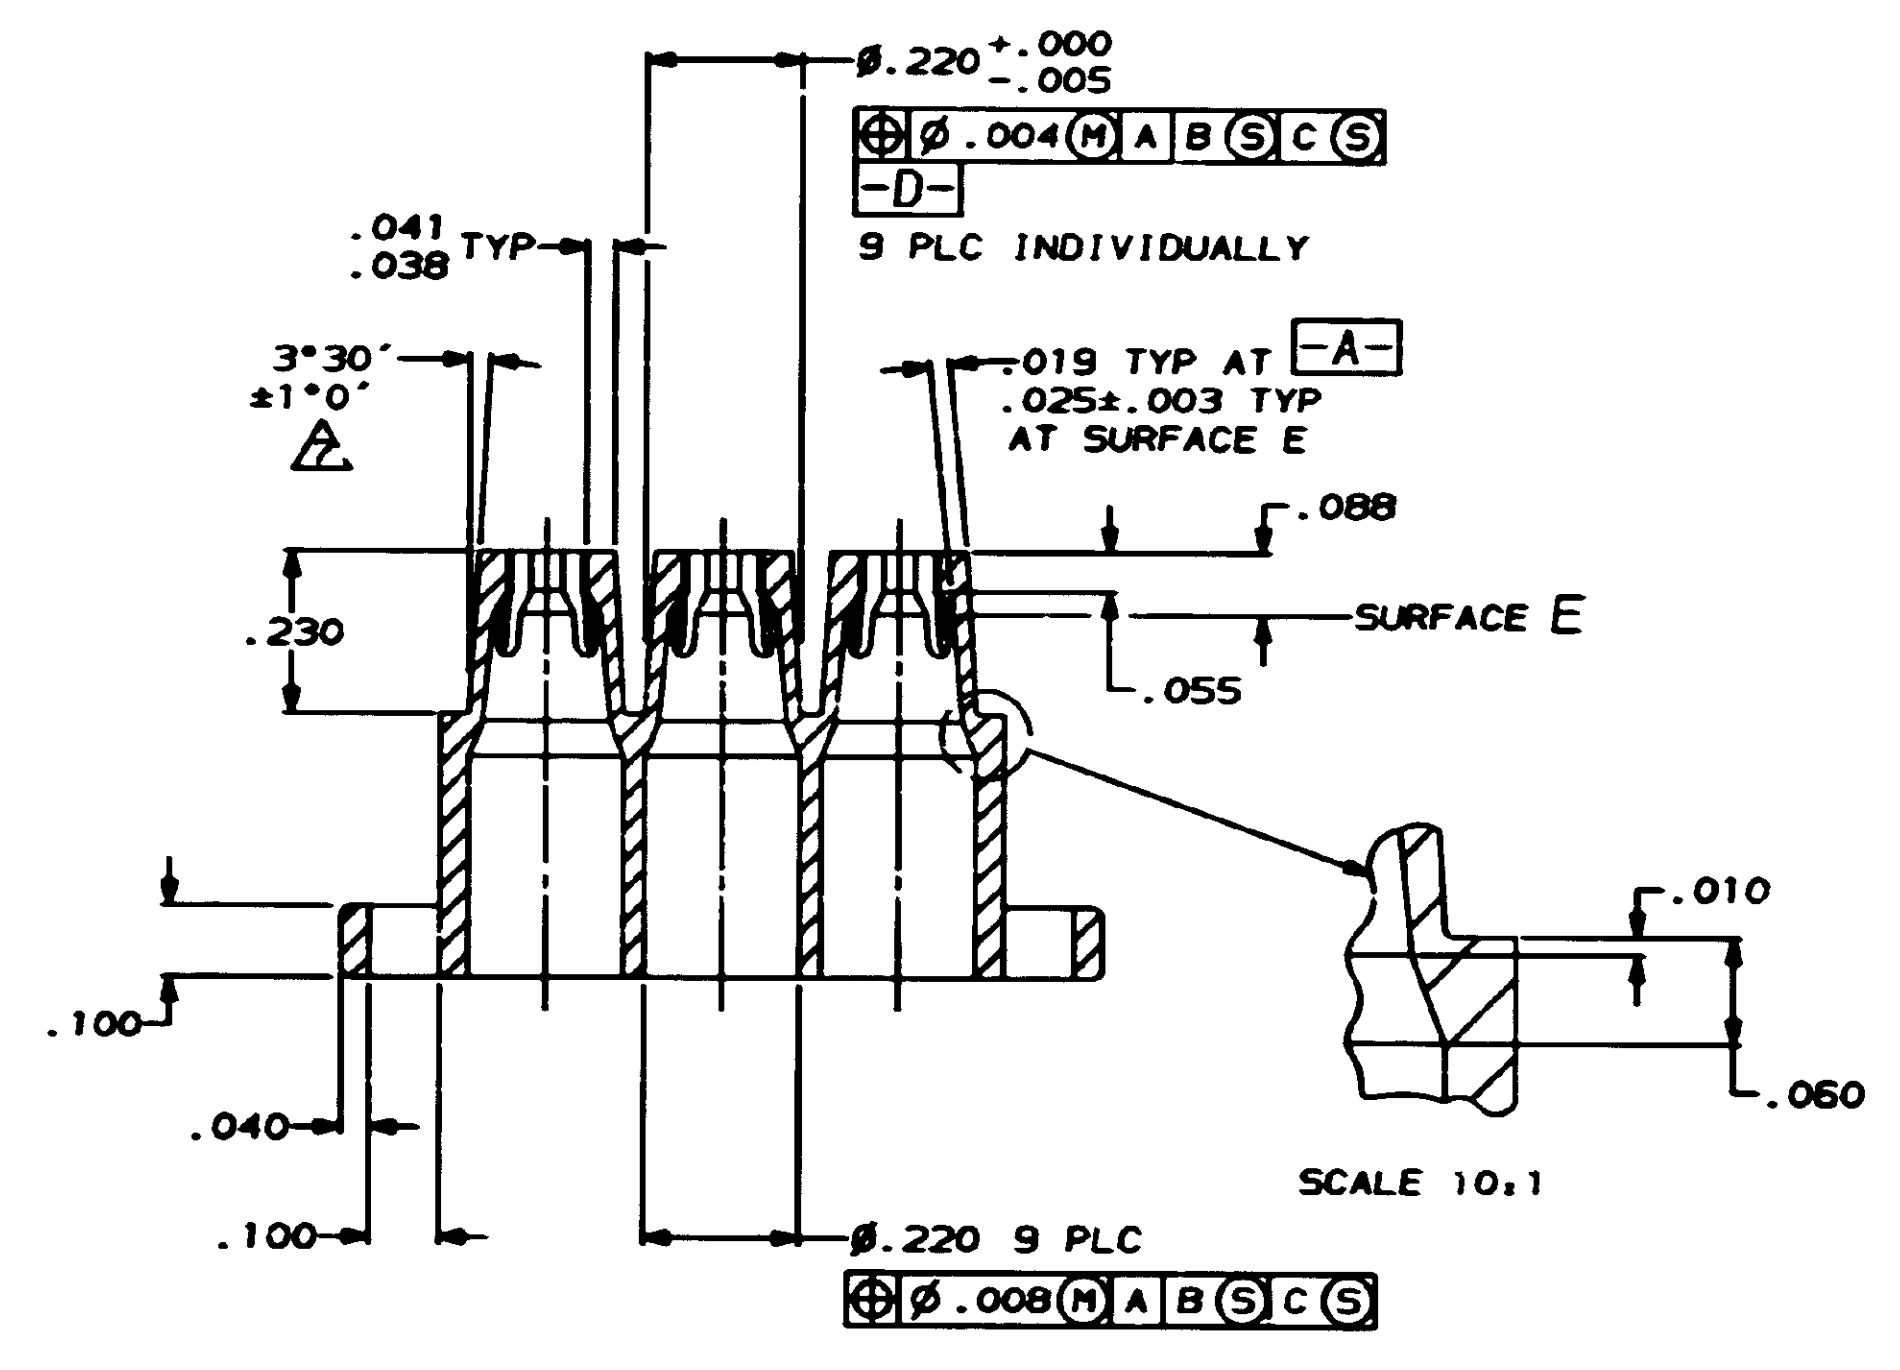 Ø.220 +.000
-.005
⌖ Ø .004 Ⓜ A B Ⓢ C Ⓢ
-D-
9 PLC INDIVIDUALLY
.041
.038 TYP
3°30′
±1°0′
7
.019 TYP AT -A-
.025±.003 TYP
AT SURFACE E
.088
.230
SURFACE E
.055
.010
.100
.060
.040
SCALE 10:1
.100
Ø.220 9 PLC
⌖ Ø .008 Ⓜ A B Ⓢ C Ⓢ